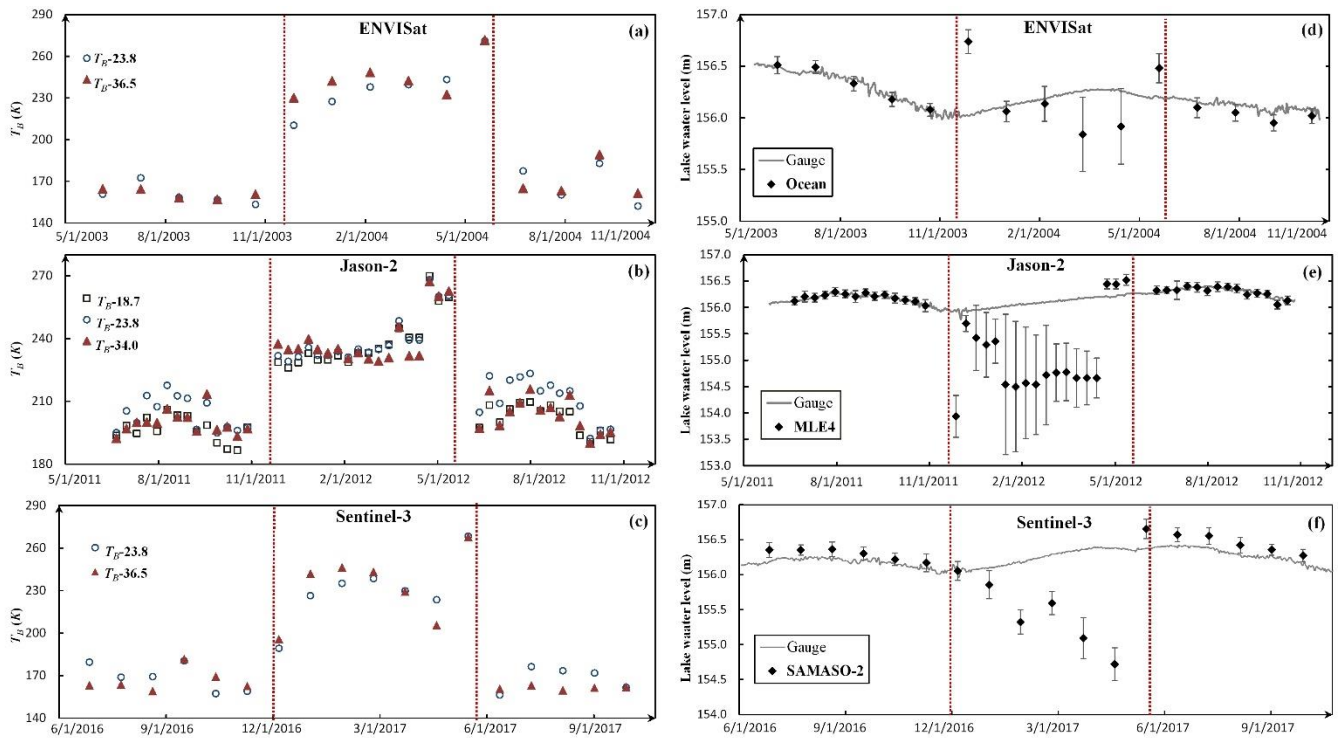 290
260
230
200
170
140
T_B (K)
ENVISat
(a)
T_B-23.8
T_B-36.5
5/1/2003
8/1/2003
11/1/2003
2/1/2004
5/1/2004
8/1/2004
11/1/2004
157.0
156.5
156.0
155.5
155.0
Lake waater level (m)
ENVISat
(d)
Gauge
Ocean
5/1/2003
8/1/2003
11/1/2003
2/1/2004
5/1/2004
8/1/2004
11/1/2004
270
240
210
180
T_B (K)
Jason-2
(b)
T_B-18.7
T_B-23.8
T_B-34.0
5/1/2011
8/1/2011
11/1/2011
2/1/2012
5/1/2012
8/1/2012
11/1/2012
157.0
156.0
155.0
154.0
153.0
Lake waater level (m)
Jason-2
(e)
Gauge
MLE4
5/1/2011
8/1/2011
11/1/2011
2/1/2012
5/1/2012
8/1/2012
11/1/2012
290
260
230
200
170
140
T_B (K)
Sentinel-3
(c)
T_B-23.8
T_B-36.5
6/1/2016
9/1/2016
12/1/2016
3/1/2017
6/1/2017
9/1/2017
157.0
156.5
156.0
155.5
155.0
154.5
154.0
Lake waater level (m)
Sentinel-3
(f)
Gauge
SAMASO-2
6/1/2016
9/1/2016
12/1/2016
3/1/2017
6/1/2017
9/1/2017